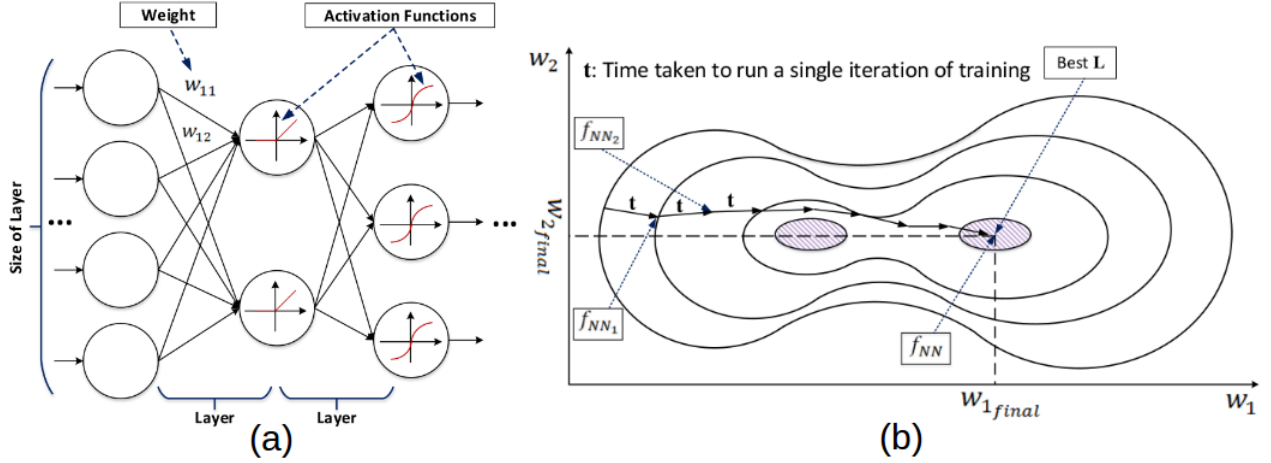 Weight
Activation Functions
w11
w12
Size of Layer
...
...
Layer
Layer
(a)
w2
t: Time taken to run a single iteration of training
Best L
fNN2
t
t
t
W2final
fNN1
fNN
w1final
w1
(b)